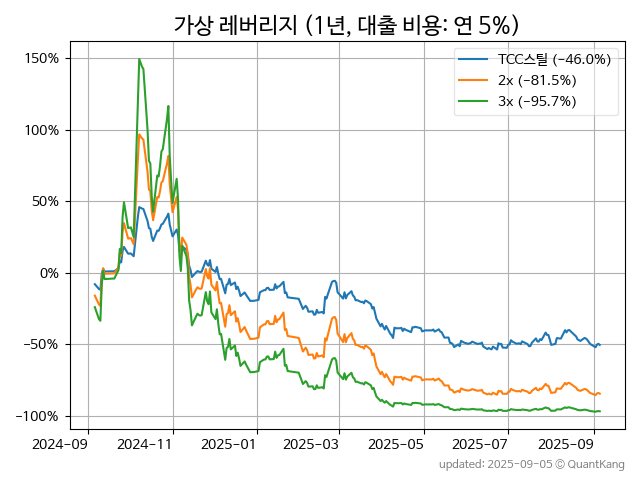 가상 레버리지 (1년, 대출 비용: 연 5%)
TCC스틸 (-46.0%)
2x (-81.5%)
3x (-95.7%)
150%
100%
50%
0%
−50%
−100%
2024-09
2024-11
2025-01
2025-03
2025-05
2025-07
2025-09
updated: 2025-09-05 © QuantKang